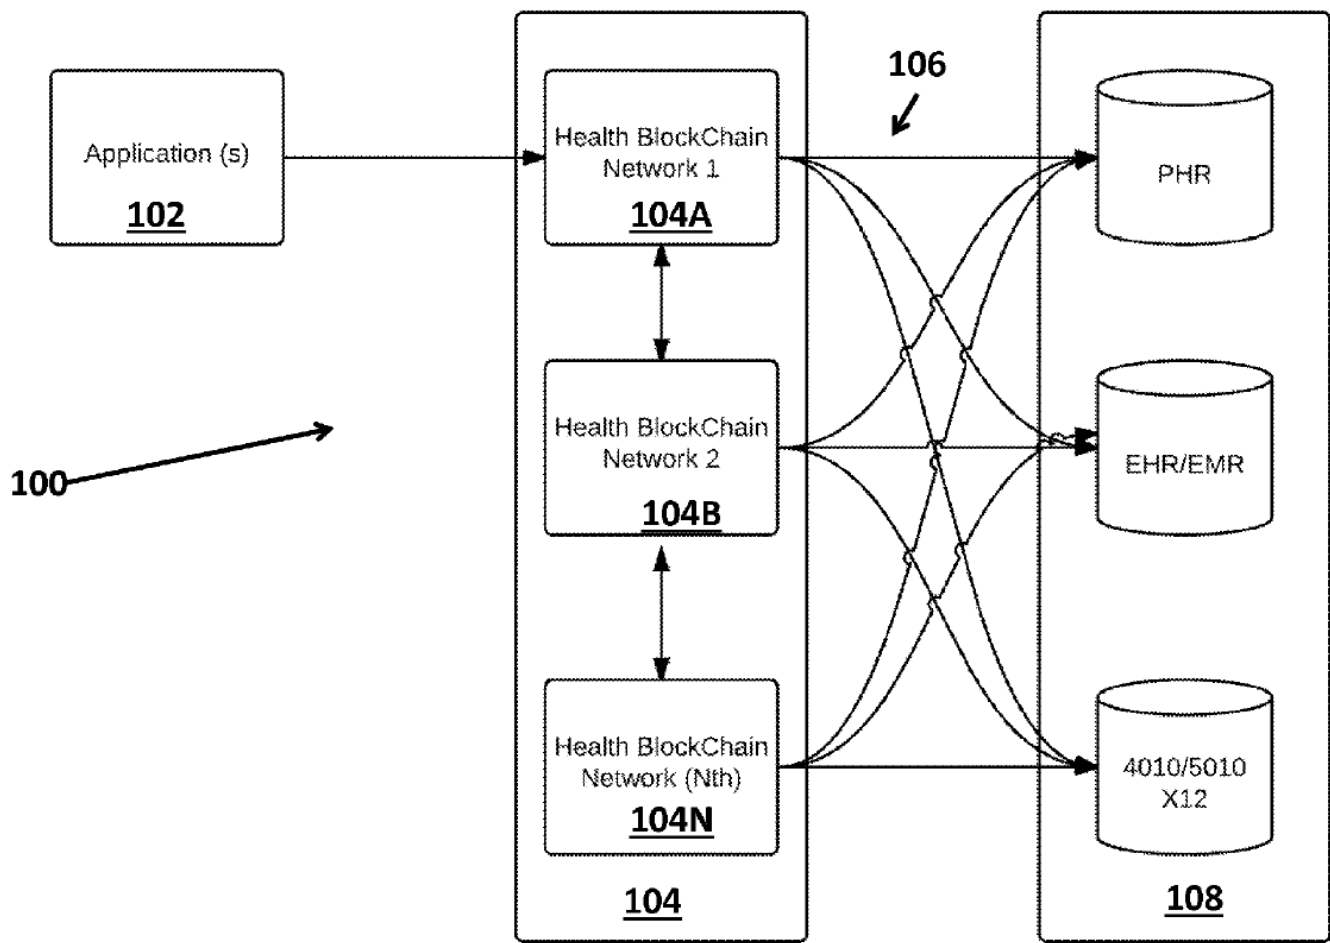 106
Application (s)
102
Health BlockChain
Network 1
104A
PHR
100
Health BlockChain
Network 2
104B
EHR/EMR
Health BlockChain
Network (Nth)
104N
4010/5010
X12
104
108